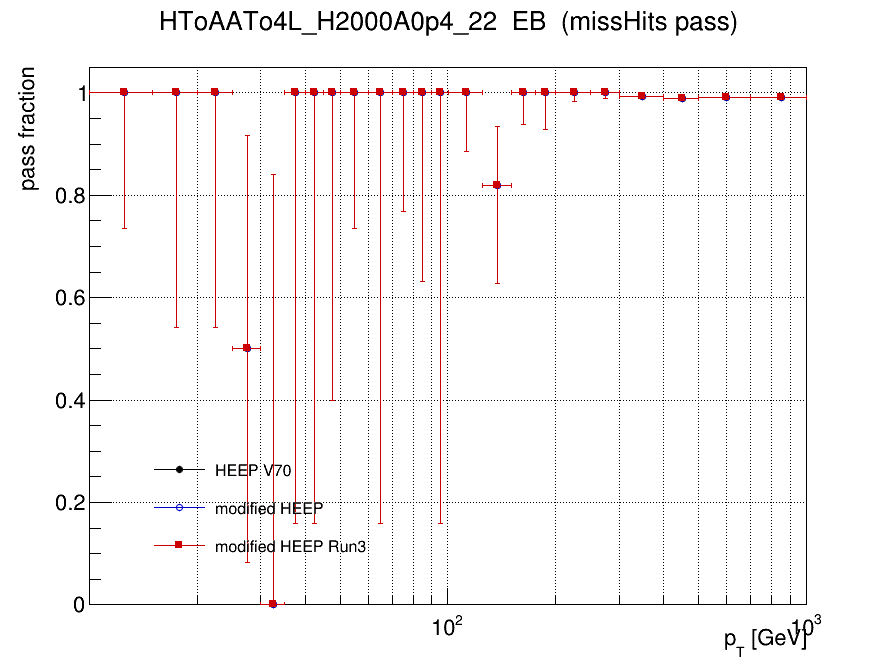 HToAATo4L_H2000A0p4_22 EB (missHits pass)
pass fraction
1
0.8
0.6
0.4
0.2
0
HEEP V70
modified HEEP
modified HEEP Run3
10²
10³
p_T [GeV]